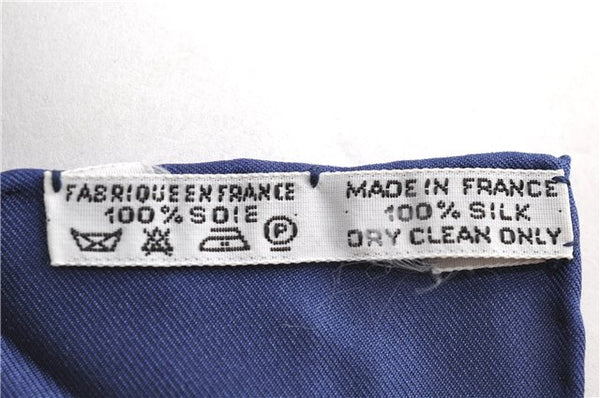 FABRIQUE EN FRANCE
100% SOIE
P
MADE IN FRANCE
100% SILK
DRY CLEAN ONLY